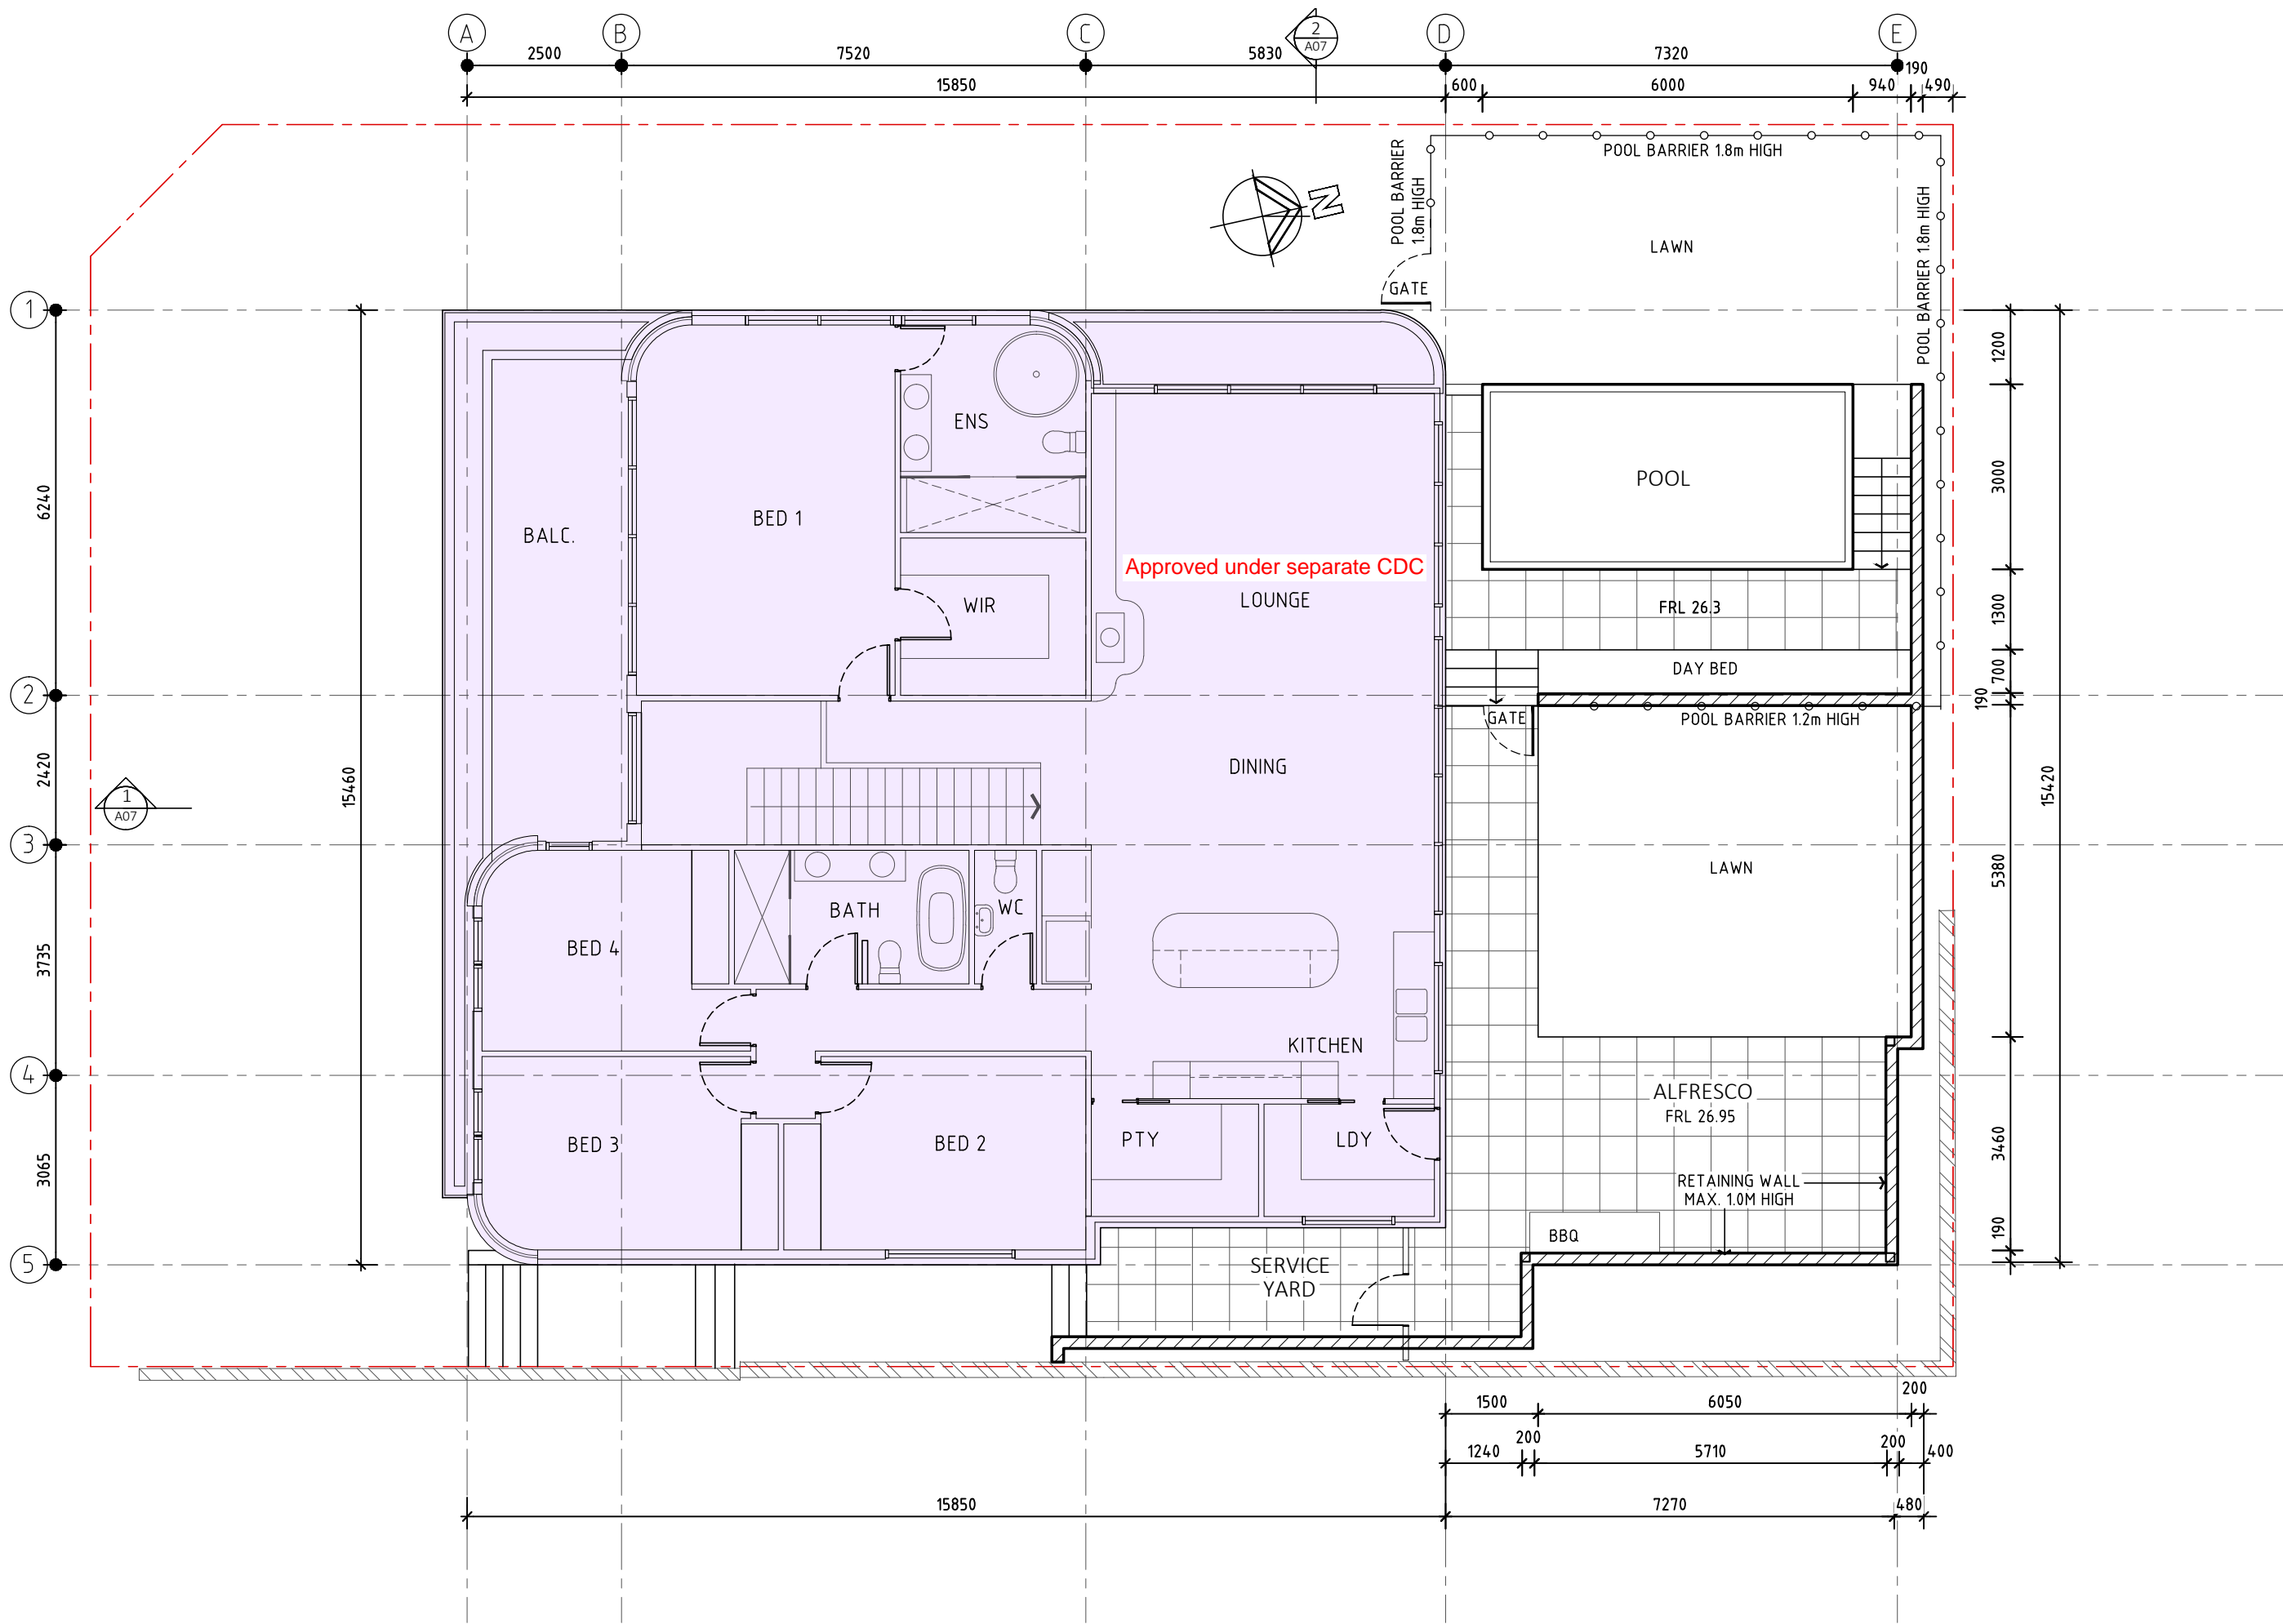 A
B
C
D
E
2
A07
2500
7520
5830
7320
190
15850
600
6000
940
490
POOL BARRIER 1.8m HIGH
POOL BARRIER
1.8m HIGH
POOL BARRIER 1.8m HIGH
N
LAWN
GATE
1
1200
ENS
POOL
3000
6240
BED 1
BALC.
Approved under separate CDC
LOUNGE
WIR
FRL 26.3
1300
DAY BED
700
2
190
GATE
POOL BARRIER 1.2m HIGH
2420
DINING
15460
15420
1
A07
3
LAWN
5380
BATH
WC
BED 4
3735
KITCHEN
4
ALFRESCO
FRL 26.95
BED 3
BED 2
PTY
LDY
3460
3065
RETAINING WALL
MAX. 1.0M HIGH
BBQ
190
5
SERVICE
YARD
1500
6050
200
1240
200
5710
200
400
15850
7270
480